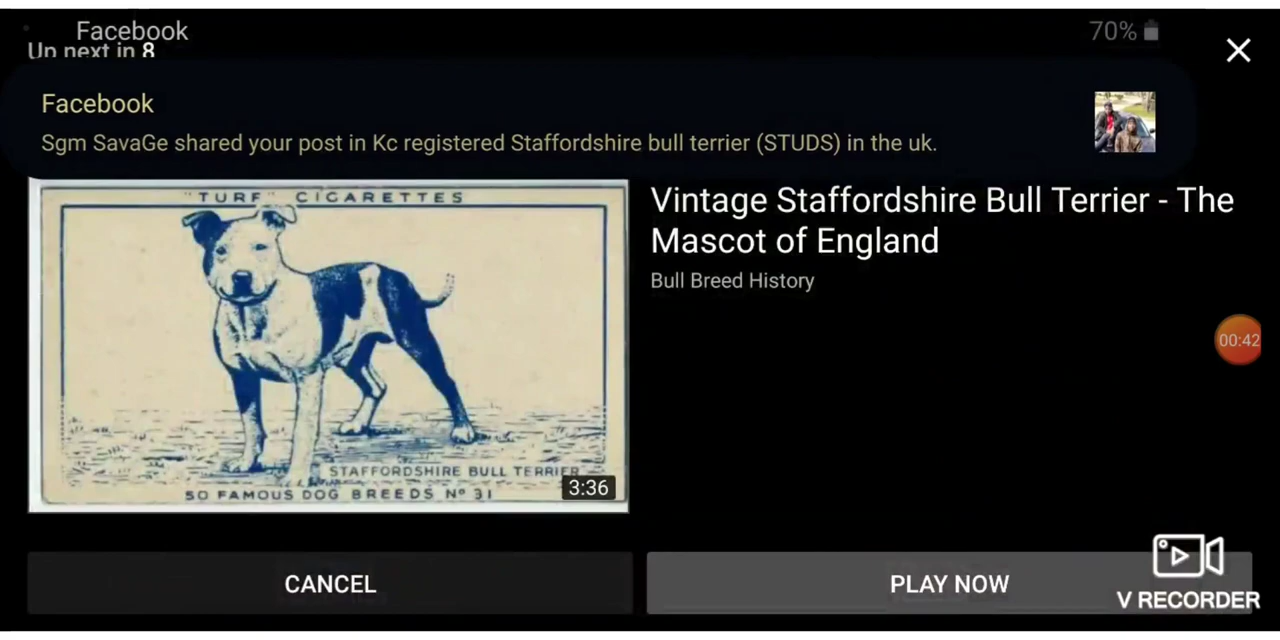 Facebook
70%
Up next in 8
Facebook
Sgm SavaGe shared your post in Kc registered Staffordshire bull terrier (STUDS) in the uk.
"TURF" CIGARETTES
STAFFORDSHIRE BULL TERRIER
50 FAMOUS DOG BREEDS Nº 31
3:36
Vintage Staffordshire Bull Terrier - The
Mascot of England
Bull Breed History
00:42
CANCEL
PLAY NOW
V RECORDER